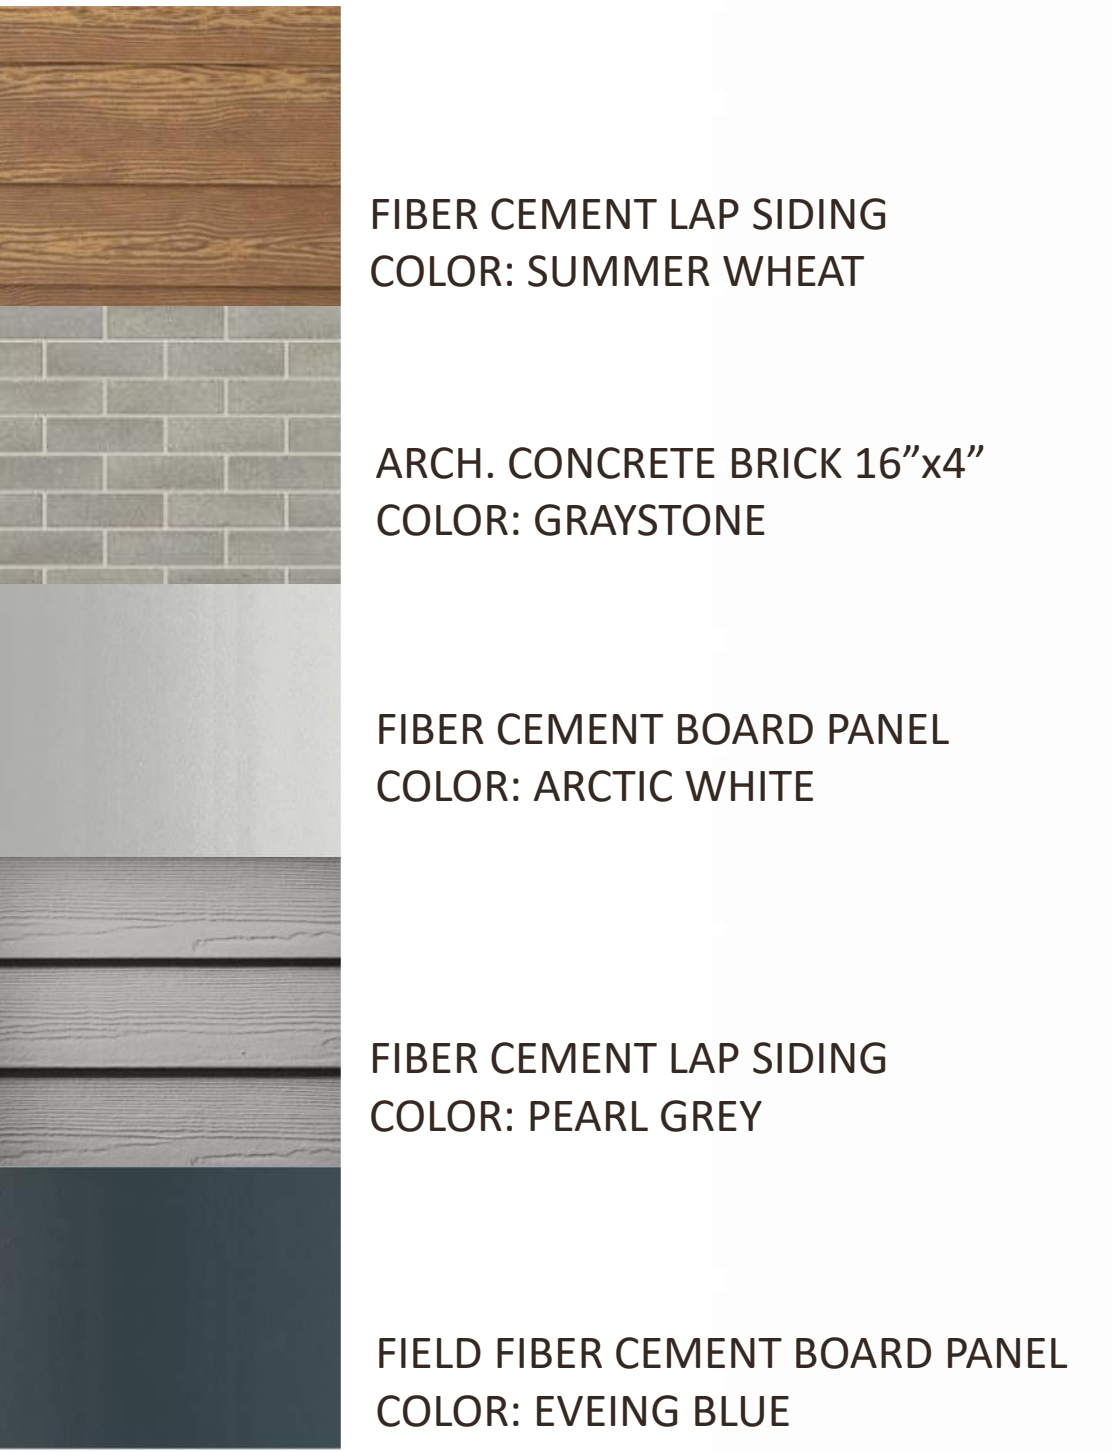 FIBER CEMENT LAP SIDING
COLOR: SUMMER WHEAT
ARCH. CONCRETE BRICK 16”x4”
COLOR: GRAYSTONE
FIBER CEMENT BOARD PANEL
COLOR: ARCTIC WHITE
FIBER CEMENT LAP SIDING
COLOR: PEARL GREY
FIELD FIBER CEMENT BOARD PANEL
COLOR: EVEING BLUE